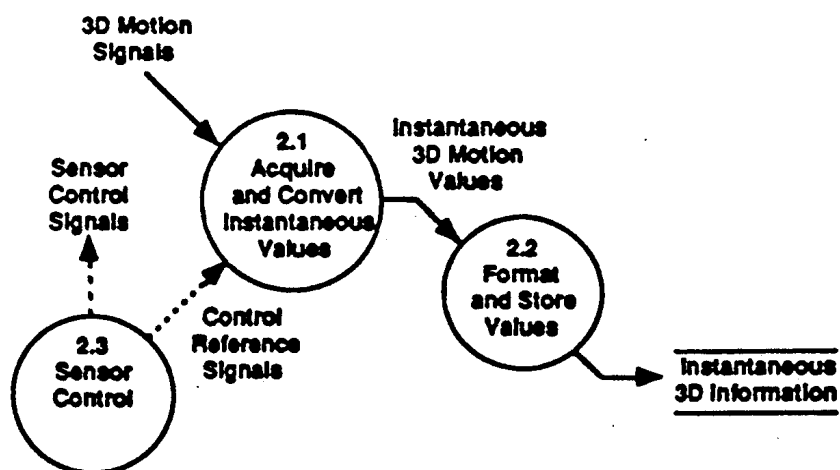 3D Motion
Signals
2.1
Acquire
and Convert
Instantaneous
Values
Instantaneous
3D Motion
Values
Sensor
Control
Signals
2.2
Format
and Store
Values
Control
Reference
Signals
2.3
Sensor
Control
Instantaneous
3D Information